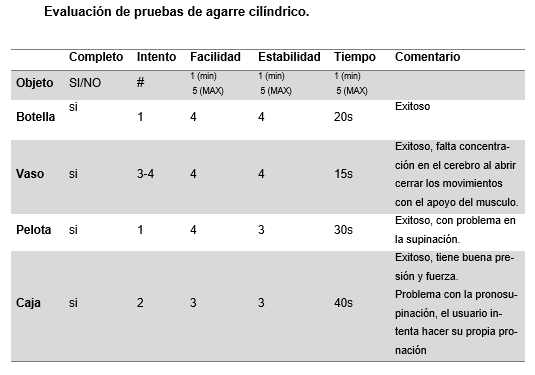 Evaluación de pruebas de agarre cilíndrico.
Completo Intento Facilidad Estabilidad Tiempo Comentario
Objeto SI/NO # 1 (min) 1 (min) 1 (min)
5 (MAX) 5 (MAX) 5 (MAX)
Botella si 1 4 4 20s Exitoso
Vaso si 3-4 4 4 15s Exitoso, falta concentra-
ción en el cerebro al abrir
cerrar los movimientos
con el apoyo del musculo.
Pelota si 1 4 3 30s Exitoso, con problema en
la supinación.
Caja si 2 3 3 40s Exitoso, tiene buena pre-
sión y fuerza.
Problema con la pronosu-
pinación, el usuario in-
tenta hacer su propia pro-
nación